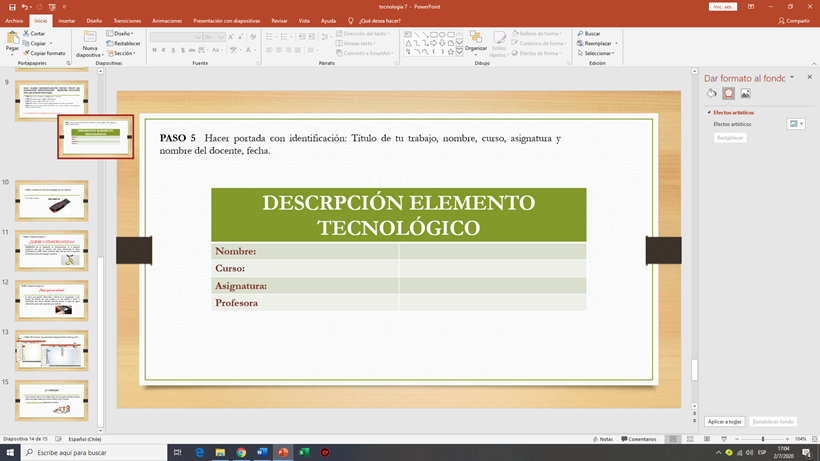 tecnologia 7 - PowerPoint
Inic. ses.
Archivo Inicio Insertar Diseño Transiciones Animaciones Presentación con diapositivas Revisar Vista Ayuda ¿Qué desea hacer? Compartir
Pegar
Cortar
Copiar
Copiar formato
Portapapeles
Nueva diapositiva
Diseño
Restablecer
Sección
Diapositivas
Fuente
Dirección del texto
Alinear texto
Convertir a SmartArt
Párrafo
Organizar
Estilos rápidos
Relleno de forma
Contorno de forma
Efectos de forma
Dibujo
Buscar
Reemplazar
Seleccionar
Edición
9
DESCRPCIÓN ELEMENTO
TECNOLÓGICO
10
11
12
13
15
PASO 5 Hacer portada con identificación: Titulo de tu trabajo, nombre, curso, asignatura y
nombre del docente, fecha.
DESCRPCIÓN ELEMENTO
TECNOLÓGICO
Nombre:
Curso:
Asignatura:
Profesora
Dar formato al fondo
Efectos artísticos
Efectos artísticos
Restablecer
Aplicar a todas
Restablecer fondo
Diapositiva 14 de 15
Español (Chile)
Notas
Comentarios
104%
Escribe aquí para buscar
ESP
17:04
2/7/2020